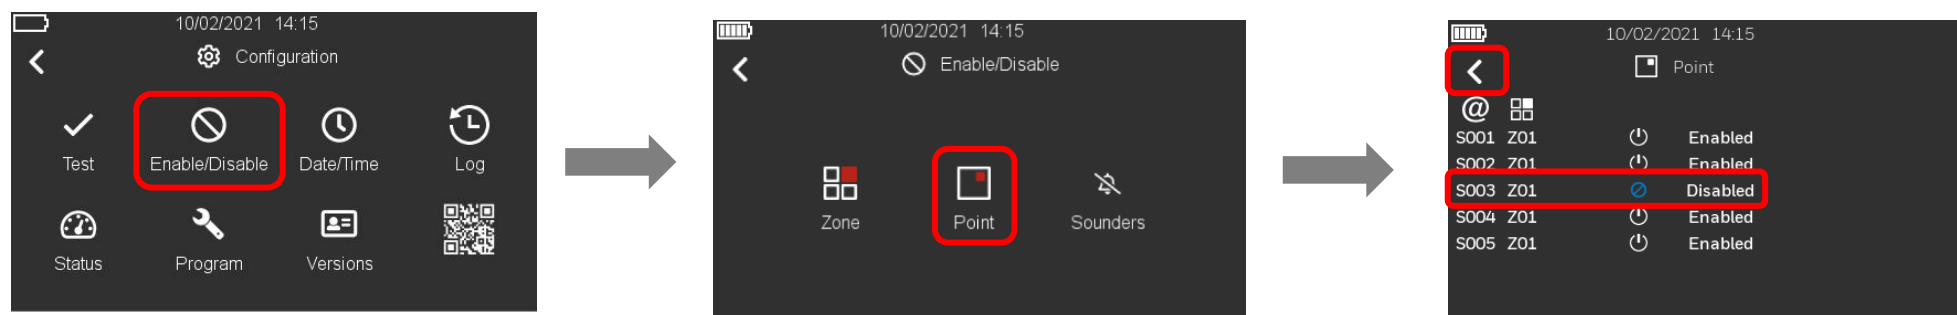 10/02/2021 14:15
Configuration
Test
Enable/Disable
Date/Time
Log
Status
Program
Versions
10/02/2021 14:15
Enable/Disable
Zone
Point
Sounders
10/02/2021 14:15
Point
@
S001 Z01 Enabled
S002 Z01 Enabled
S003 Z01 Disabled
S004 Z01 Enabled
S005 Z01 Enabled